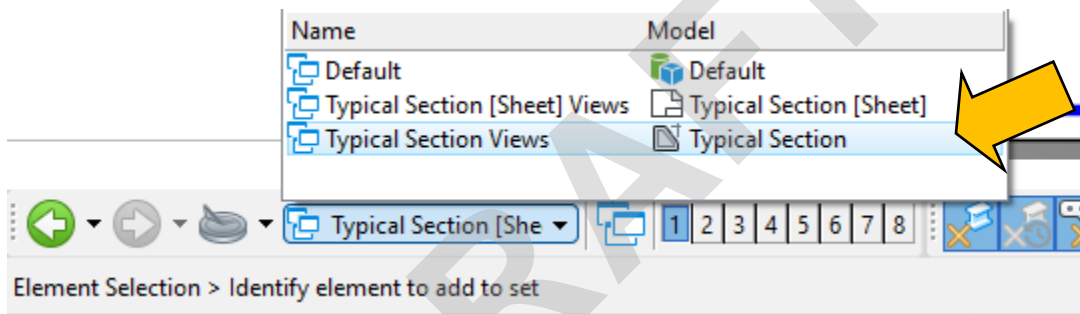 Name Model
Default Default
Typical Section [Sheet] Views Typical Section [Sheet]
Typical Section Views Typical Section
Typical Section [She 1 2 3 4 5 6 7 8
Element Selection > Identify element to add to set
RAFT